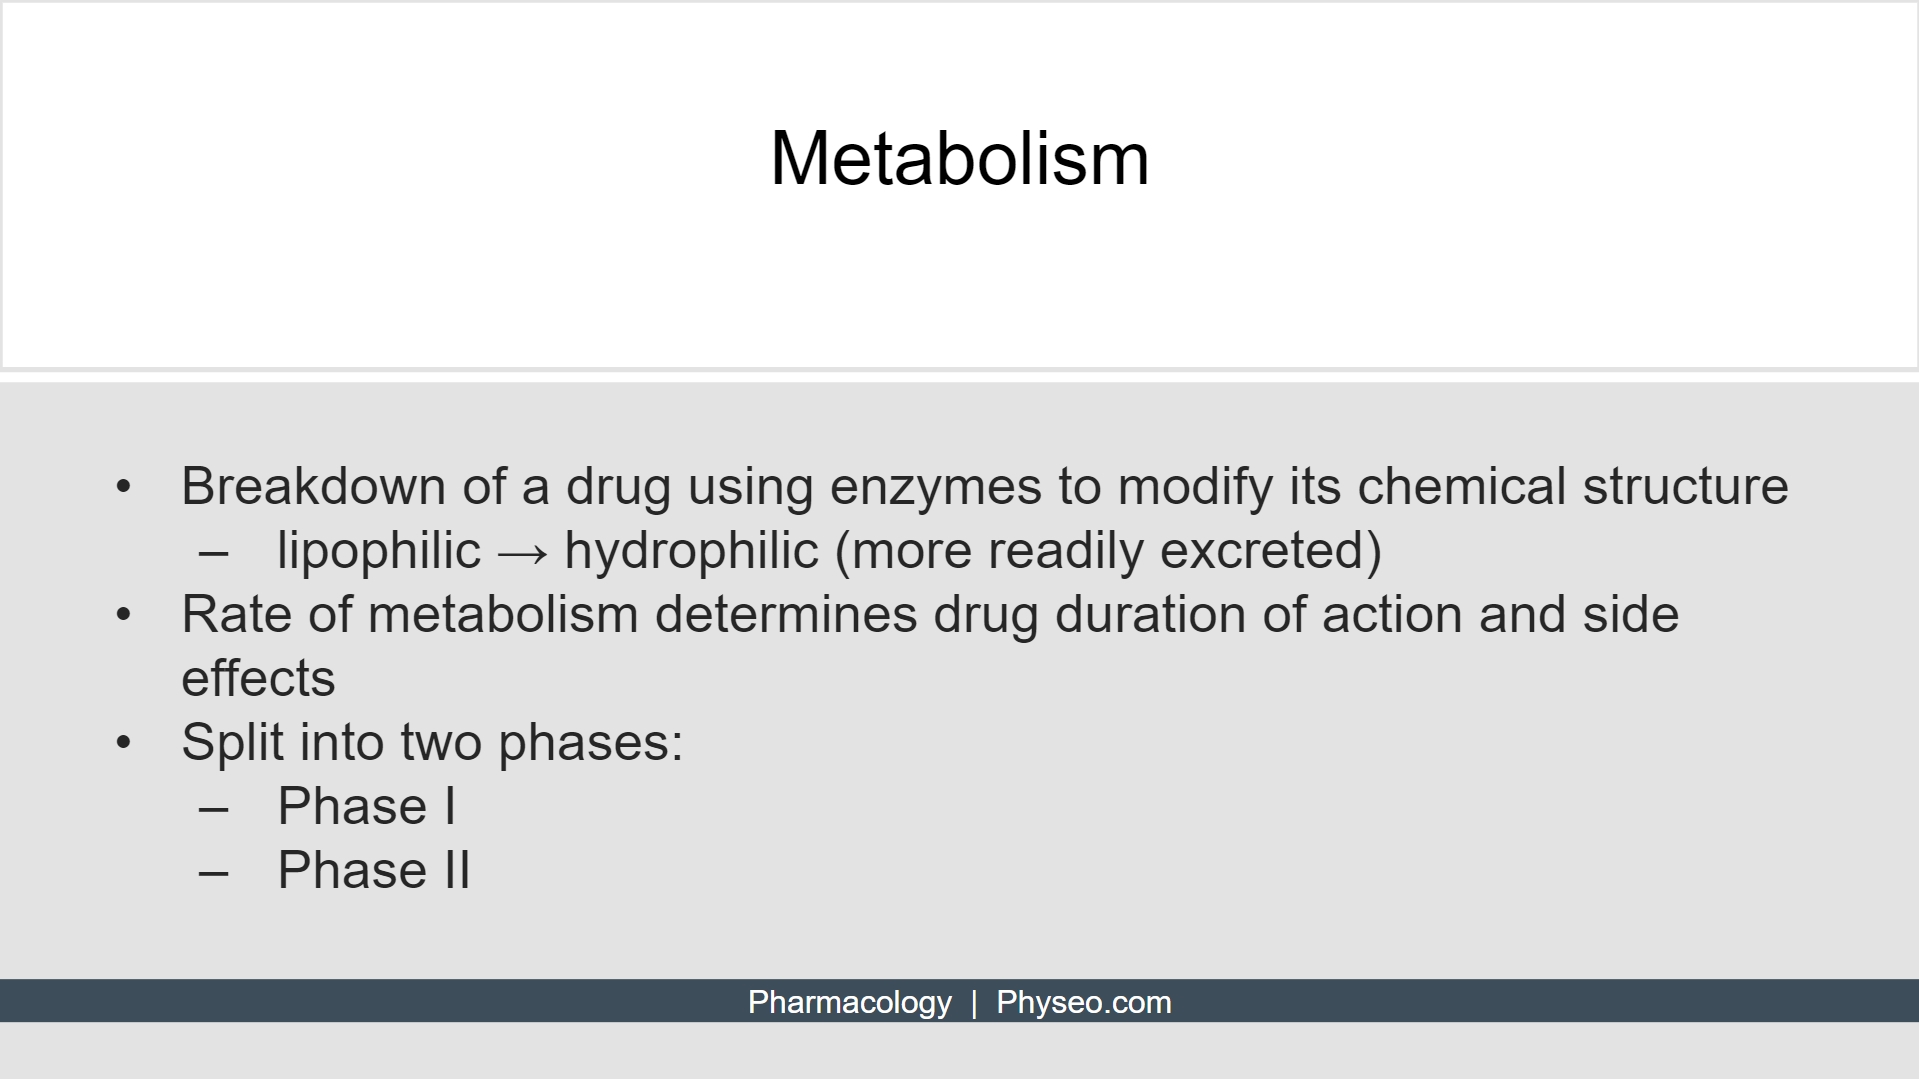 Metabolism
• Breakdown of a drug using enzymes to modify its chemical structure
– lipophilic → hydrophilic (more readily excreted)
• Rate of metabolism determines drug duration of action and side
effects
• Split into two phases:
– Phase I
– Phase II
Pharmacology | Physeo.com